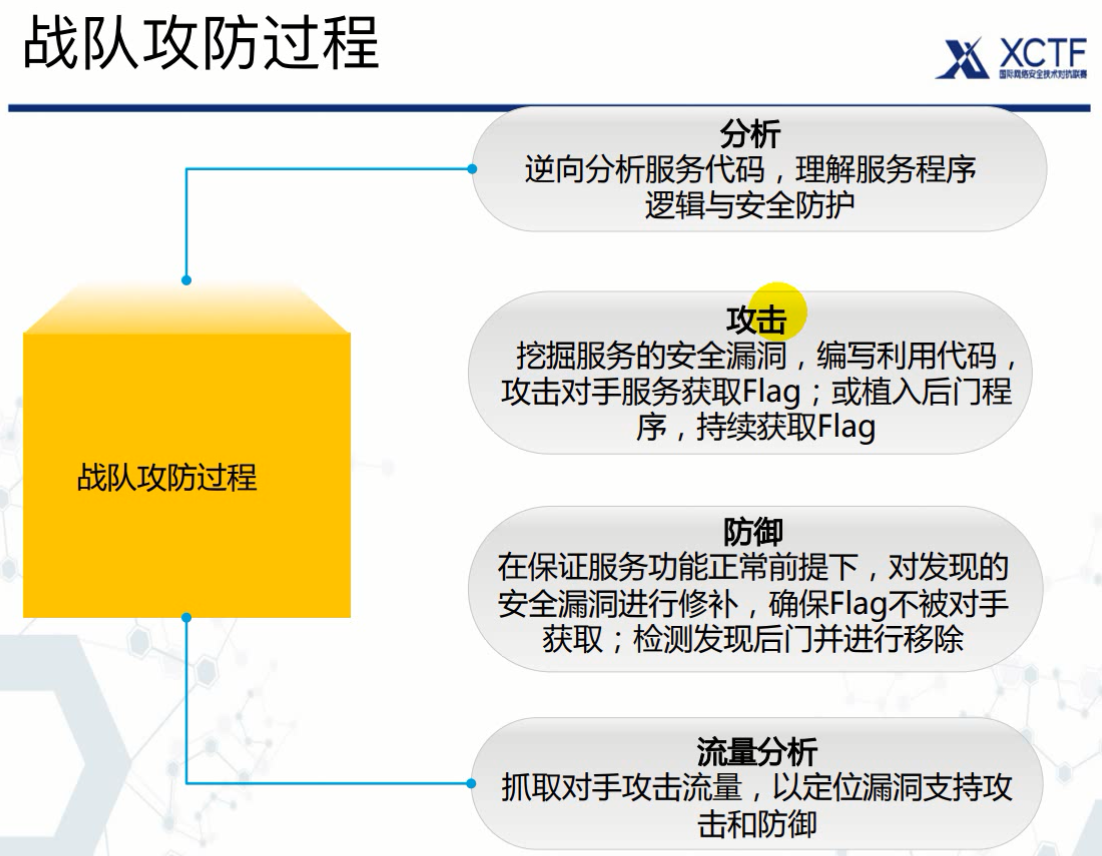 战队攻防过程
XCTF
国际网络安全技术对抗联赛
分析
逆向分析服务代码，理解服务程序
逻辑与安全防护
攻击
挖掘服务的安全漏洞，编写利用代码，
攻击对手服务获取Flag；或植入后门程
序，持续获取Flag
战队攻防过程
防御
在保证服务功能正常前提下，对发现的
安全漏洞进行修补，确保Flag不被对手
获取；检测发现后门并进行移除
流量分析
抓取对手攻击流量，以定位漏洞支持攻
击和防御